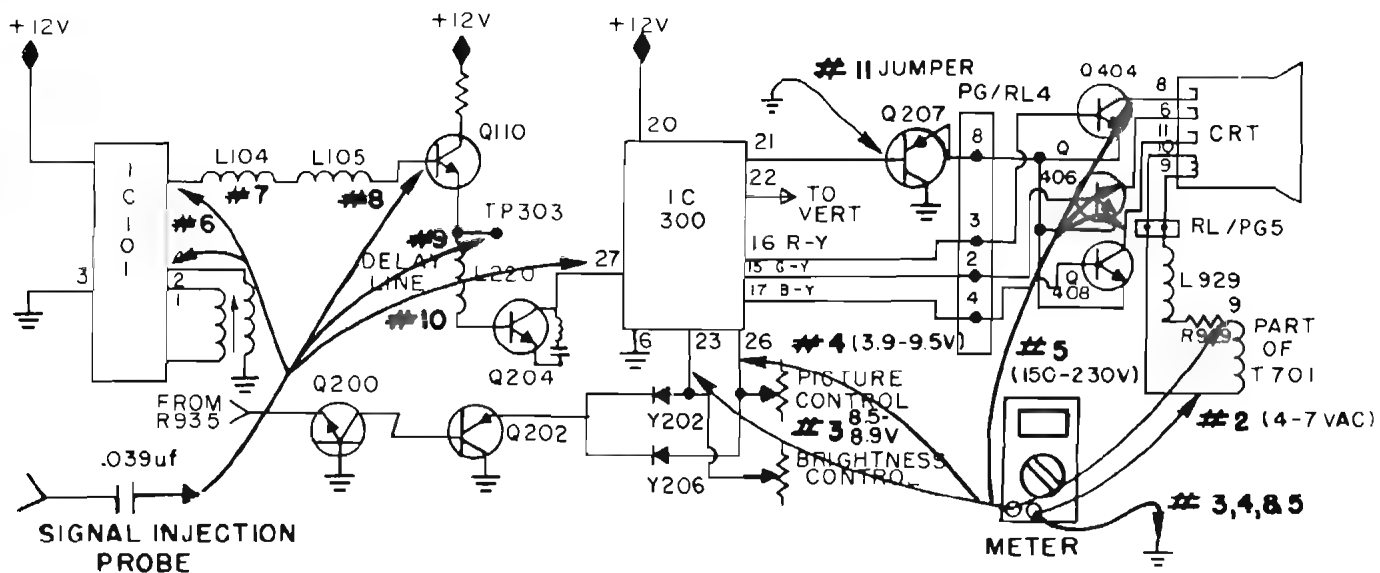 +12V
+12V
+12V
# 11 JUMPER
Q404
PG/RL4
8
6
11
10
9
CRT
Q110
Q207
20
21
8
L104
L105
#7
#8
IC
300
22
TO
VERT
Q
406
IC101
#6
TP303
#9
DELAY
LINE
L220
27
16 R-Y
3
RL/PG5
15 G-Y
2
17 B-Y
4
Q
408
L929
3
2
1
#10
9
PART
OF
T701
6
23
26
#4 (3.9-9.5V)
#5
(150-230V)
Q204
PICTURE
CONTROL
FROM
R935
Q200
Q202
Y202
#3 8.5-
8.9V
#2 (4-7 VAC)
BRIGHTNESS
CONTROL
Y206
.039uf
# 3,4,&5
SIGNAL INJECTION
PROBE
METER